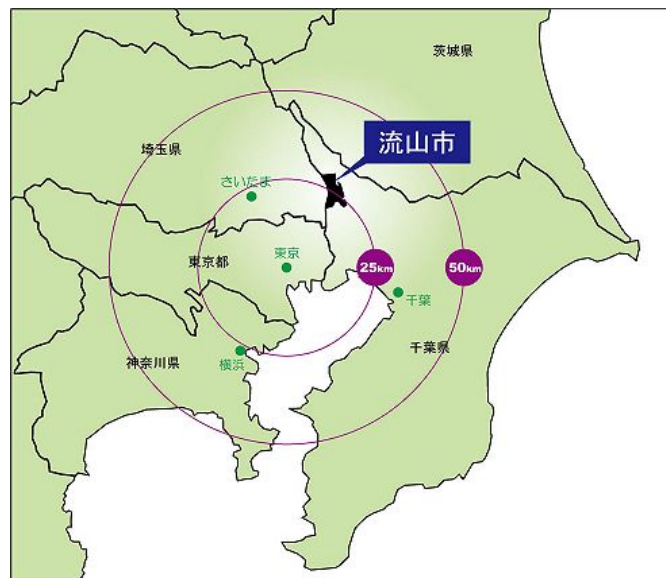 茨城県
埼玉県
流山市
さいたま
東京都
東京
25km
50km
千葉
千葉県
神奈川県
横浜